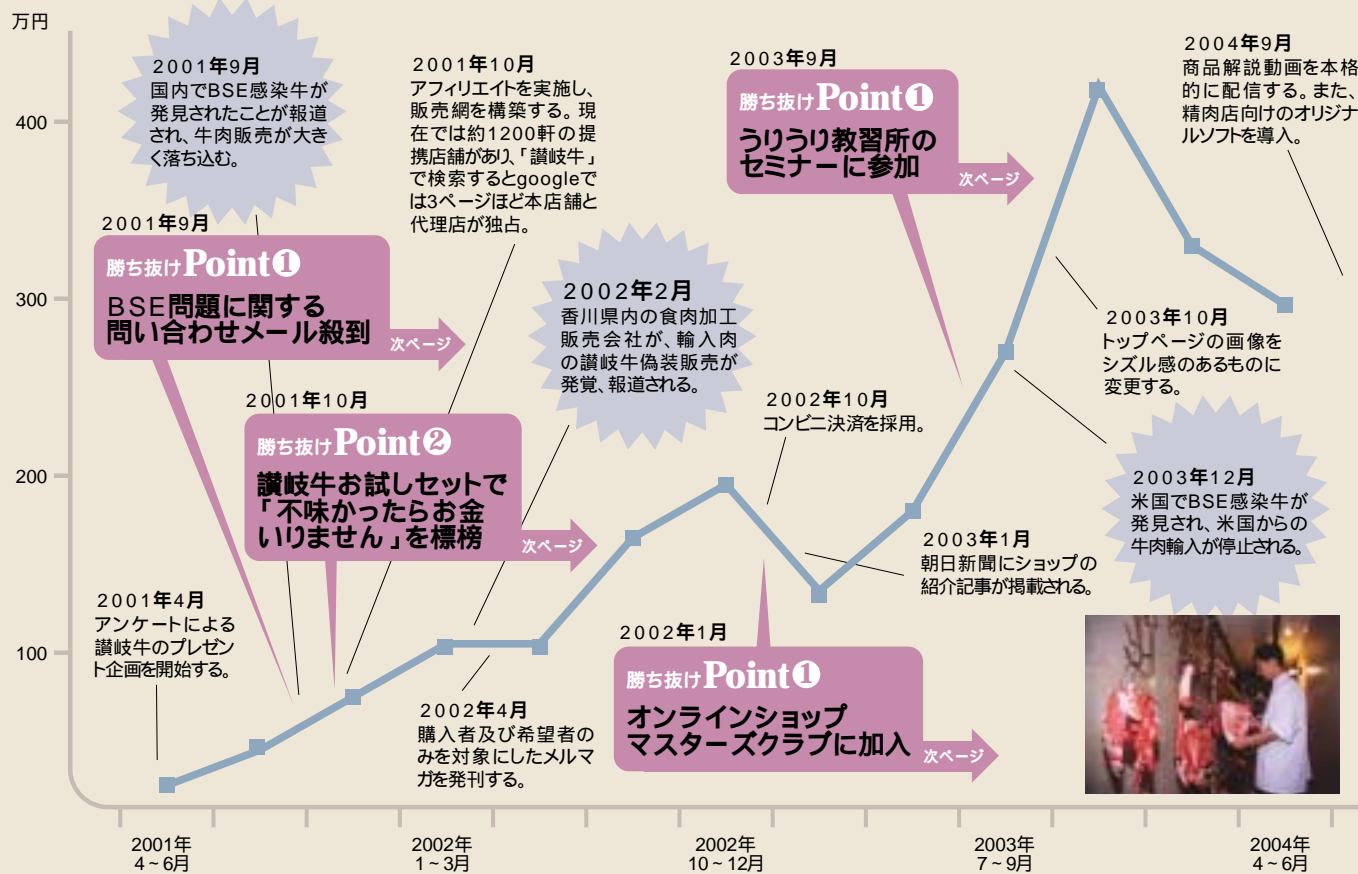 万円
400
300
200
100
2001年9月
国内でBSE感染牛が
発見されたことが報道
され、牛肉販売が大き
く落ち込む。
2001年9月
勝ち抜けPoint❶
BSE問題に関する
問い合わせメール殺到
次ページ
2001年10月
アフィリエイトを実施し、
販売網を構築する。現
在では約1200軒の提
携店舗があり、「讃岐牛」
で検索するとgoogleで
は3ページほど本店舗と
代理店が独占。
2001年10月
勝ち抜けPoint❷
讃岐牛お試しセットで
「不味かったらお金
いりません」を標榜
次ページ
2001年4月
アンケートによる
讃岐牛のプレゼン
ト企画を開始する。
2002年2月
香川県内の食肉加工
販売会社が、輸入肉
の讃岐牛偽装販売が
発覚、報道される。
2002年4月
購入者及び希望者の
みを対象にしたメルマ
ガを発刊する。
2002年10月
コンビニ決済を採用。
2002年1月
勝ち抜けPoint❶
オンラインショップ
マスターズクラブに加入
次ページ
2003年1月
朝日新聞にショップの
紹介記事が掲載される。
2003年9月
勝ち抜けPoint❶
うりうり教習所の
セミナーに参加
次ページ
2003年10月
トップページの画像を
シズル感のあるものに
変更する。
2003年12月
米国でBSE感染牛が
発見され、米国からの
牛肉輸入が停止される。
2004年9月
商品解説動画を本格
的に配信する。また、
精肉店向けのオリジナ
ルソフトを導入。
2001年
4~6月
2002年
1~3月
2002年
10~12月
2003年
7~9月
2004年
4~6月